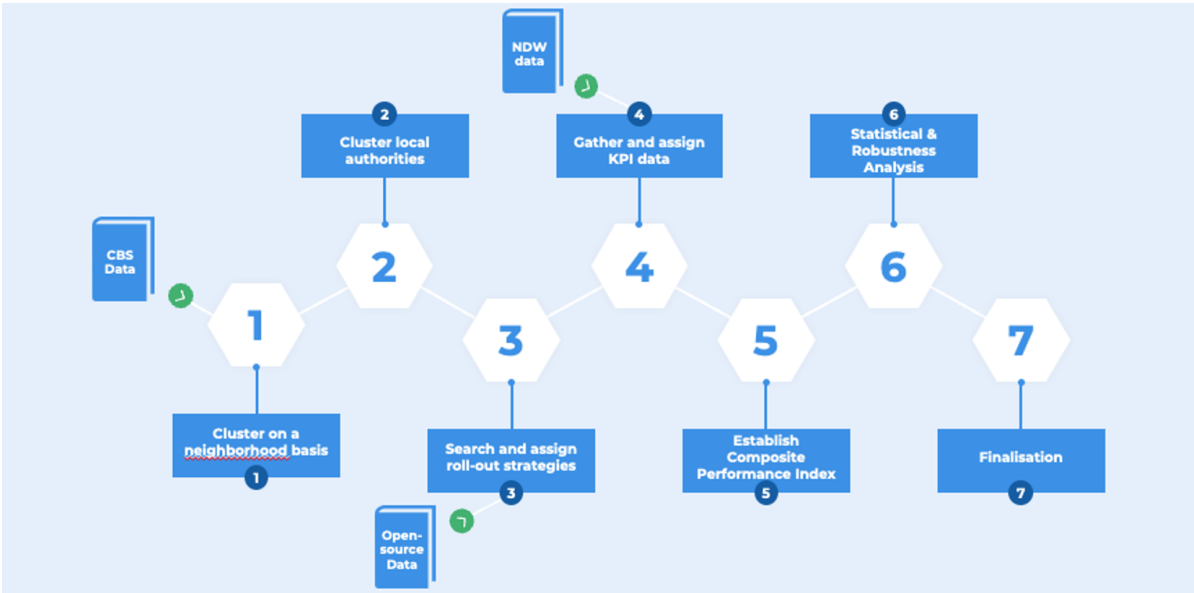 NDW
data
2
Cluster local
authorities
4
Gather and assign
KPI data
6
Statistical &
Robustness
Analysis
CBS
Data
1
2
3
4
5
6
7
Cluster on a
neighborhood basis
1
Search and assign
roll-out strategies
3
Establish
Composite
Performance Index
5
Finalisation
7
Open-
source
Data